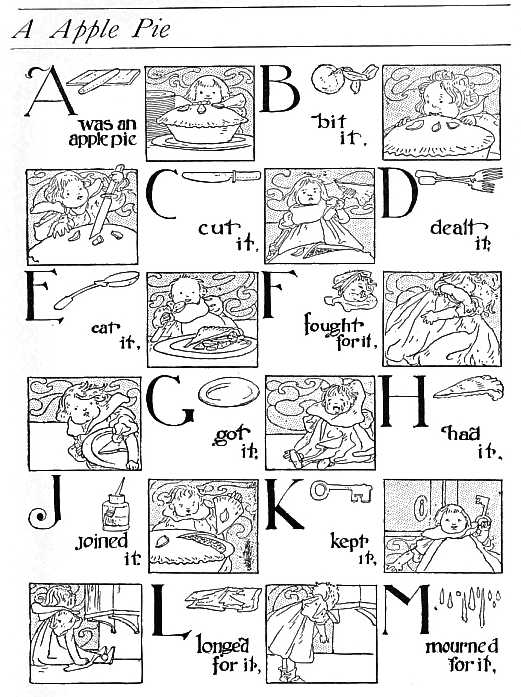 A Apple Pie
A
was an
apple pie
B
bit
it,
C
cut
it,
D
dealt
it;
E
eat
it,
F
fought
for it,
G
got
it;
H
had
it,
J
joined
it;
K
kept
it,
L
longed
for it,
M
mourned
for it,